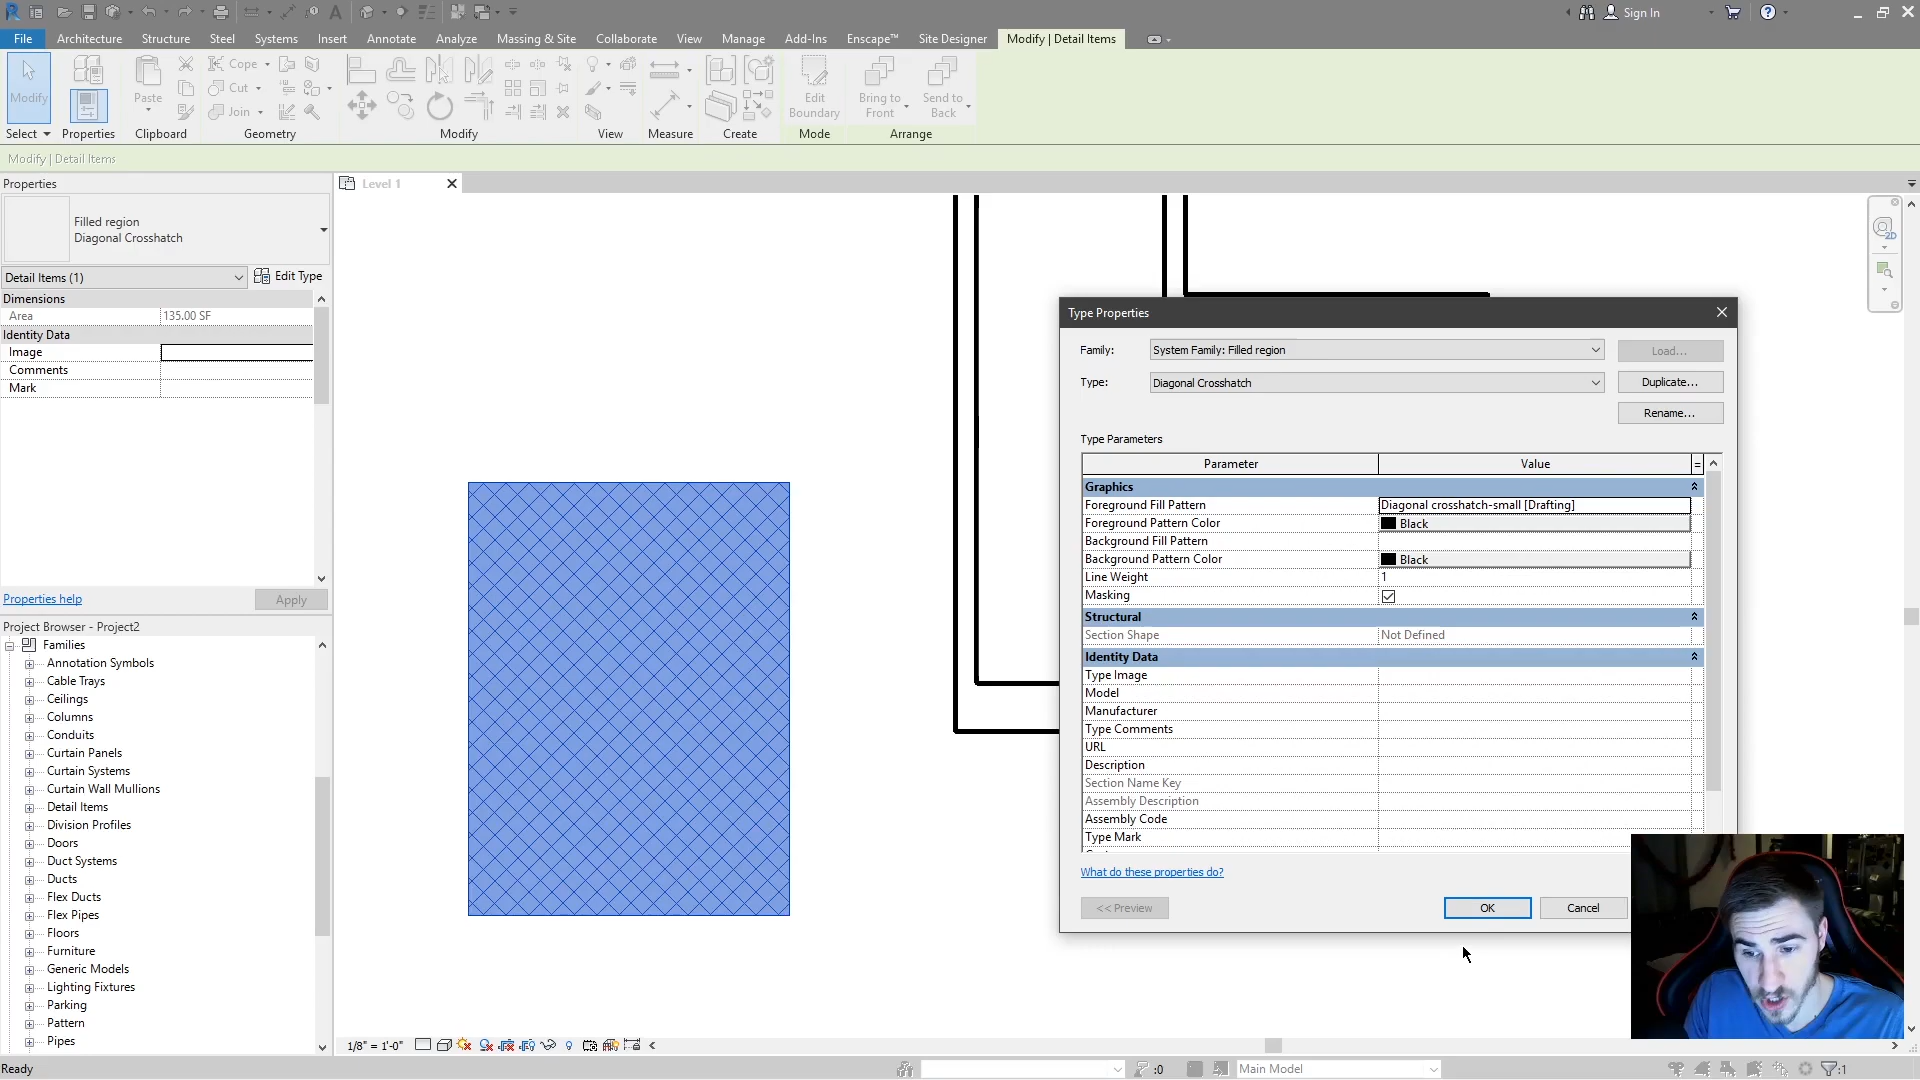 Sign In
File Architecture Structure Steel Systems Insert Annotate Analyze Massing & Site Collaborate View Manage Add-Ins Enscape™ Site Designer Modify | Detail Items
Modify
Paste
Cope
Cut
Join
Edit Boundary
Bring to Front
Send to Back
Select Properties Clipboard Geometry Modify View Measure Create Mode Arrange
Modify | Detail Items
Properties
Level 1
Filled region
Diagonal Crosshatch
Detail Items (1)
Edit Type
Dimensions
Area 135.00 SF
Identity Data
Image
Comments
Mark
Properties help
Apply
Project Browser - Project2
Families
Annotation Symbols
Cable Trays
Ceilings
Columns
Conduits
Curtain Panels
Curtain Systems
Curtain Wall Mullions
Detail Items
Division Profiles
Doors
Duct Systems
Ducts
Flex Ducts
Flex Pipes
Floors
Furniture
Generic Models
Lighting Fixtures
Parking
Pattern
Pipes
Type Properties
Family: System Family: Filled region Load...
Type: Diagonal Crosshatch Duplicate...
Rename...
Type Parameters
Parameter Value =
Graphics
Foreground Fill Pattern Diagonal crosshatch-small [Drafting]
Foreground Pattern Color Black
Background Fill Pattern
Background Pattern Color Black
Line Weight 1
Masking
Structural
Section Shape Not Defined
Identity Data
Type Image
Model
Manufacturer
Type Comments
URL
Description
Section Name Key
Assembly Description
Assembly Code
Type Mark
What do these properties do?
<< Preview OK Cancel
2D
1/8" = 1'-0"
Ready
:0
Main Model
:1